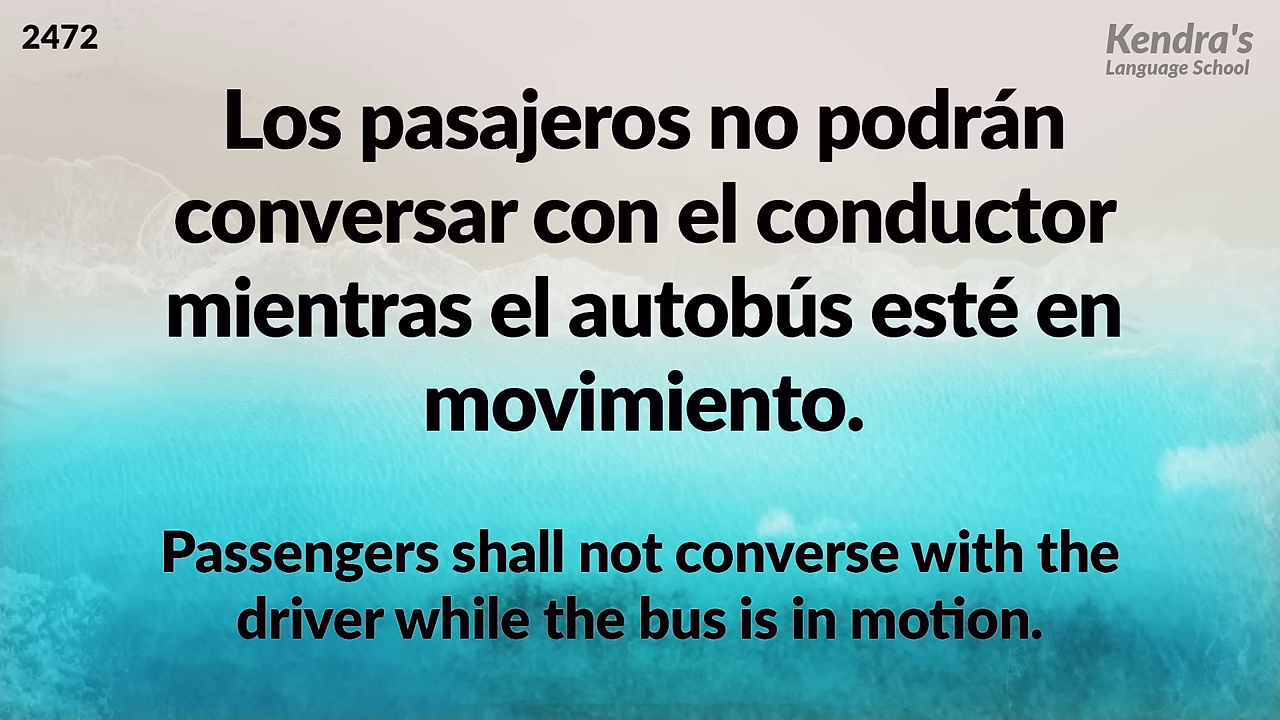 2472
Kendra's
Language School
Los pasajeros no podrán
conversar con el conductor
mientras el autobús esté en
movimiento.
Passengers shall not converse with the
driver while the bus is in motion.